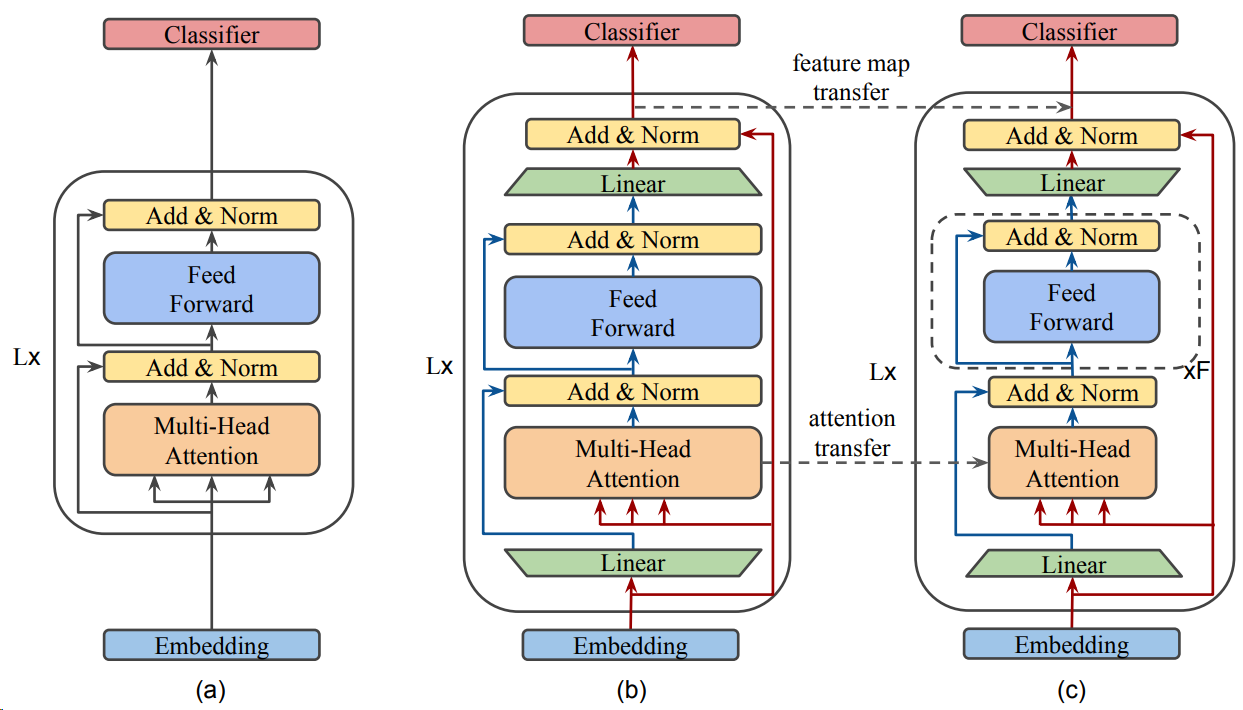 Classifier
Add & Norm
Feed
Forward
Add & Norm
Multi-Head
Attention
Lx
Embedding
(a)
Classifier
feature map
transfer
Add & Norm
Linear
Add & Norm
Feed
Forward
Add & Norm
Multi-Head
Attention
Linear
Lx
attention
transfer
Embedding
(b)
Classifier
Add & Norm
Linear
Add & Norm
Feed
Forward
xF
Add & Norm
Multi-Head
Attention
Linear
Lx
Embedding
(c)